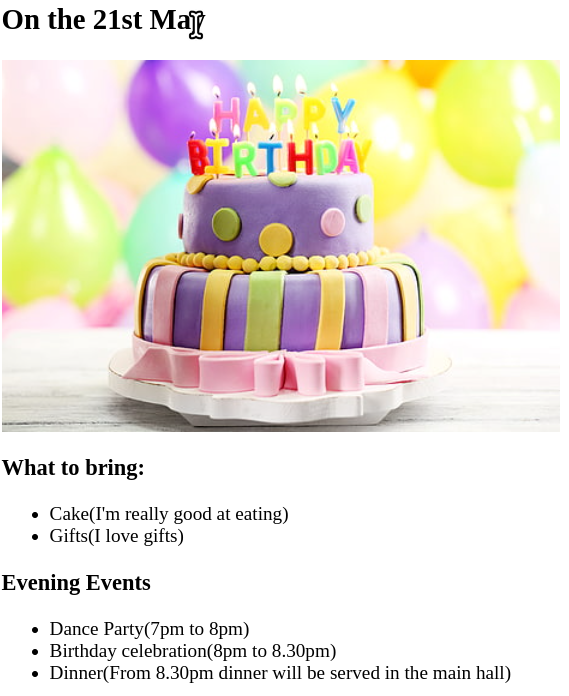 On the 21st May
HAPPY
BIRTHDAY
What to bring:
Cake(I'm really good at eating)
Gifts(I love gifts)
Evening Events
Dance Party(7pm to 8pm)
Birthday celebration(8pm to 8.30pm)
Dinner(From 8.30pm dinner will be served in the main hall)